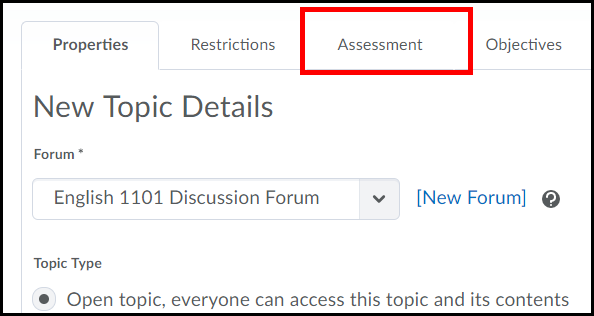 Properties Restrictions Assessment Objectives
New Topic Details
Forum *
English 1101 Discussion Forum [New Forum] ?
Topic Type
Open topic, everyone can access this topic and its contents